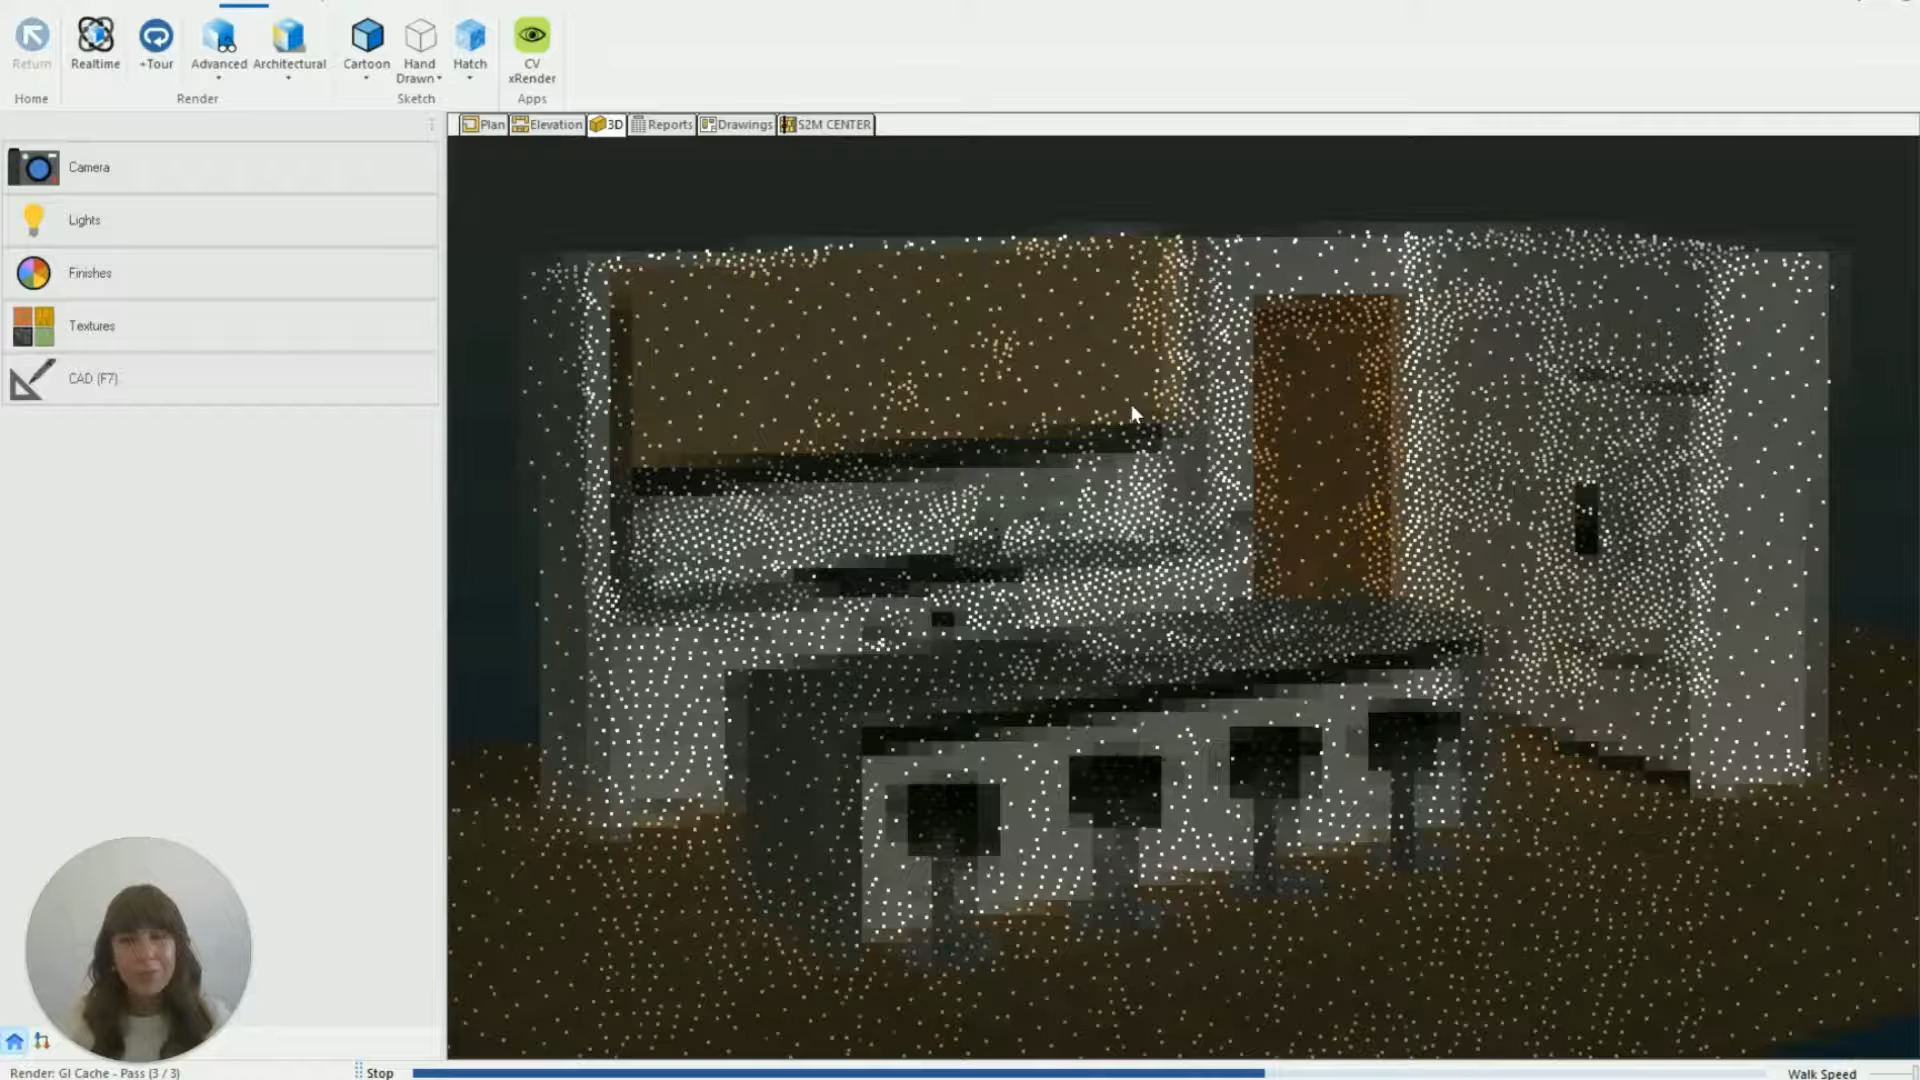 Return
Realtime
+Tour
Advanced
Architectural
Cartoon
Hand
Drawn
Hatch
CV
xRender
Home
Render
Sketch
Apps
Plan
Elevation
3D
Reports
Drawings
S2M CENTER
Camera
Lights
Finishes
Textures
CAD (F7)
Render: GI Cache - Pass (3 / 3)
Stop
Walk Speed